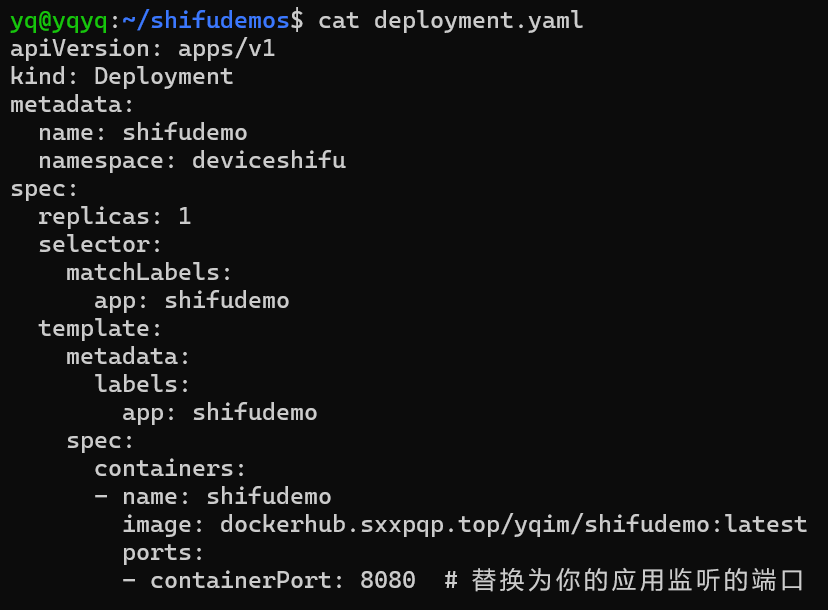 yq@yqyq:~/shifudemos$ cat deployment.yaml
apiVersion: apps/v1
kind: Deployment
metadata:
  name: shifudemo
  namespace: deviceshifu
spec:
  replicas: 1
  selector:
    matchLabels:
      app: shifudemo
  template:
    metadata:
      labels:
        app: shifudemo
    spec:
      containers:
      - name: shifudemo
        image: dockerhub.sxxpqp.top/yqim/shifudemo:latest
        ports:
        - containerPort: 8080  # 替换为你的应用监听的端口